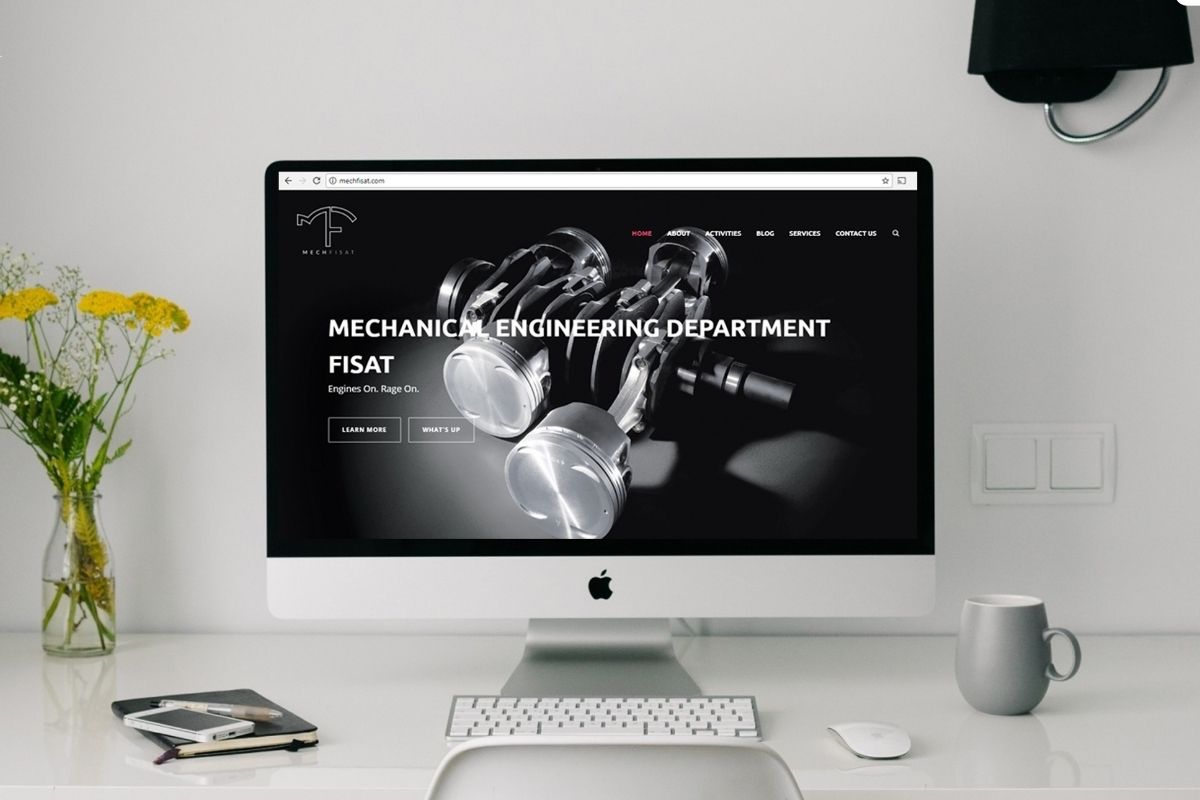 mechfisat.com
MF
MECHFISAT
HOME ABOUT ACTIVITIES BLOG SERVICES CONTACT US
MECHANICAL ENGINEERING DEPARTMENT
FISAT
Engines On. Rage On.
LEARN MORE WHAT'S UP